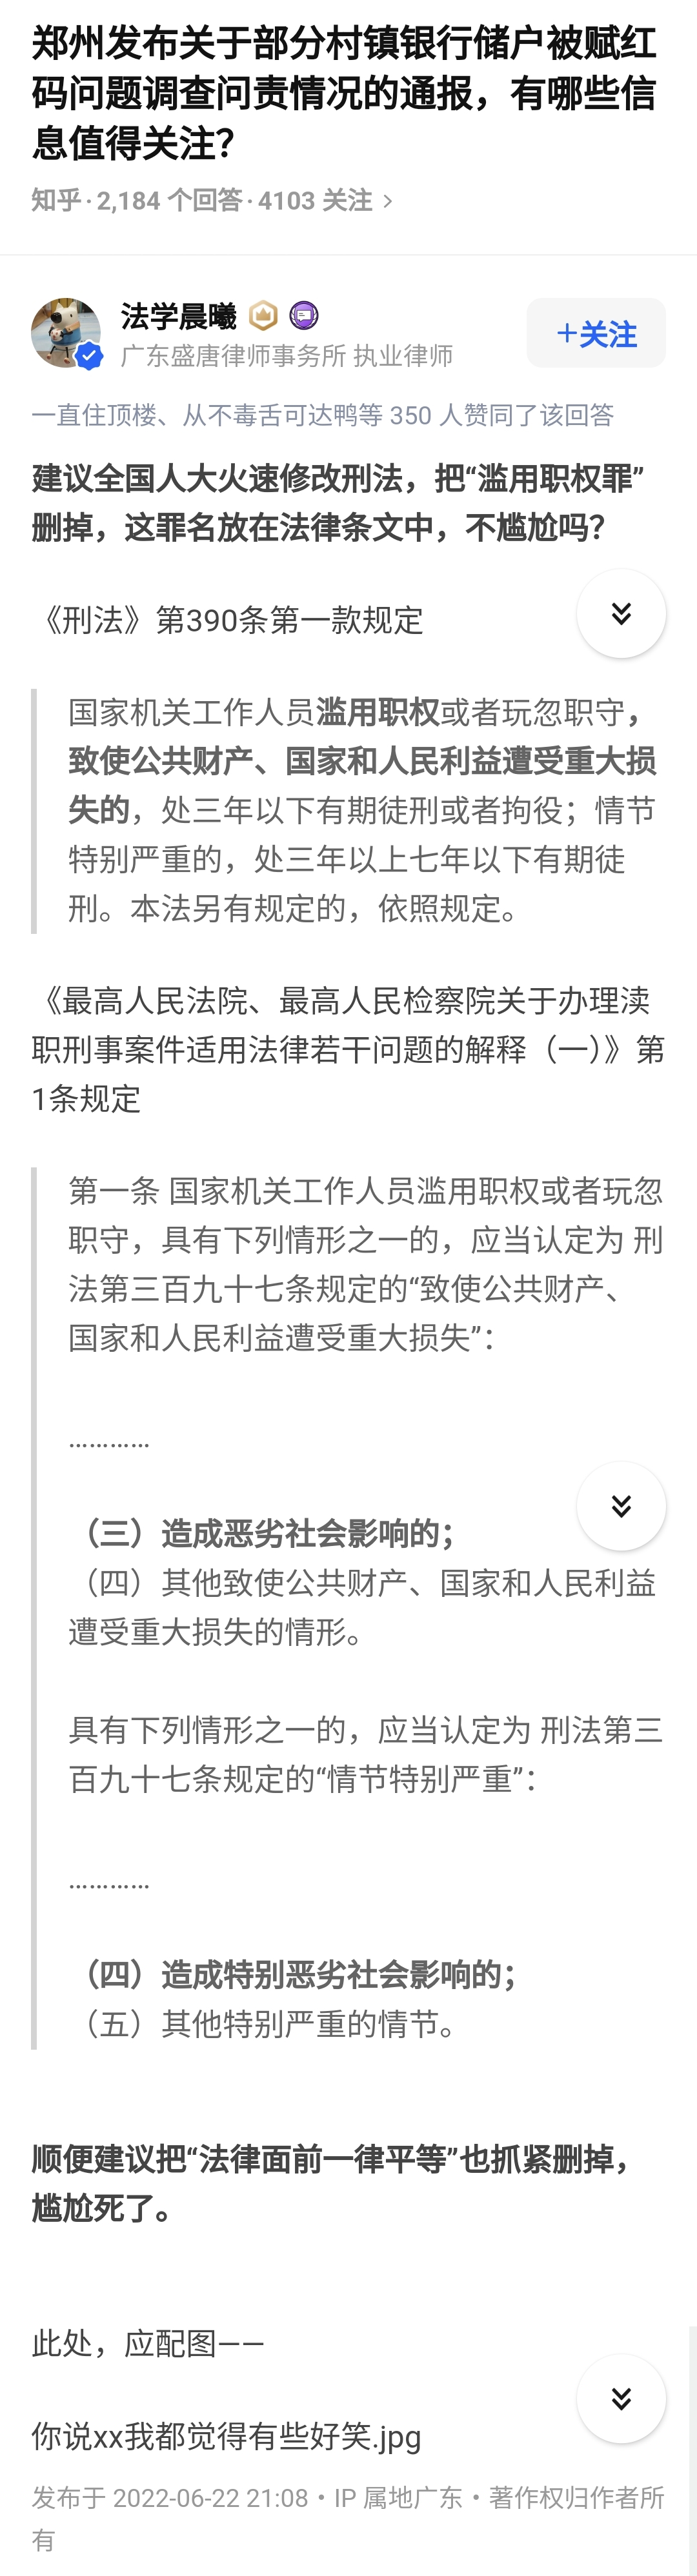 郑州发布关于部分村镇银行储户被赋红
码问题调查问责情况的通报，有哪些信
息值得关注？
知乎·2,184 个回答·4103 关注 >
法学晨曦
广东盛唐律师事务所 执业律师
+关注
一直住顶楼、从不毒舌可达鸭等 350 人赞同了该回答
建议全国人大火速修改刑法，把“滥用职权罪”
删掉，这罪名放在法律条文中，不尴尬吗？
《刑法》第390条第一款规定
国家机关工作人员滥用职权或者玩忽职守，
致使公共财产、国家和人民利益遭受重大损
失的，处三年以下有期徒刑或者拘役；情节
特别严重的，处三年以上七年以下有期徒
刑。本法另有规定的，依照规定。
《最高人民法院、最高人民检察院关于办理渎
职刑事案件适用法律若干问题的解释（一）》第
1条规定
第一条 国家机关工作人员滥用职权或者玩忽
职守，具有下列情形之一的，应当认定为 刑
法第三百九十七条规定的“致使公共财产、
国家和人民利益遭受重大损失”：
…………
（三）造成恶劣社会影响的；
（四）其他致使公共财产、国家和人民利益
遭受重大损失的情形。
具有下列情形之一的，应当认定为 刑法第三
百九十七条规定的“情节特别严重”：
…………
（四）造成特别恶劣社会影响的；
（五）其他特别严重的情节。
顺便建议把“法律面前一律平等”也抓紧删掉，
尴尬死了。
此处，应配图——
你说xx我都觉得有些好笑.jpg
发布于 2022-06-22 21:08・IP 属地广东・著作权归作者所
有